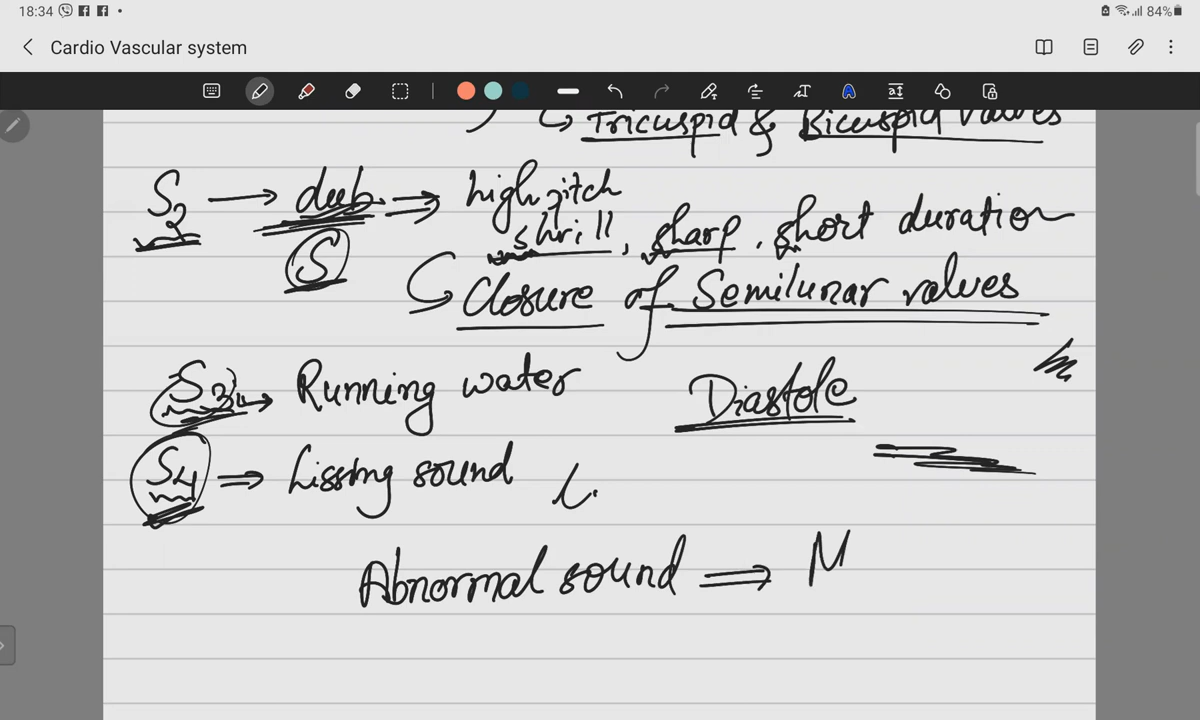 18:34 84%
Cardio Vascular system
Tricuspid & Bicuspid valves
S2 → dub. ⇒ high pitch
shrill, sharp, short duration
S
Closure of Semilunar valves
S3 → Running water Diastole
S4 ⇒ hissing sound
Abnormal sound ⇒ M